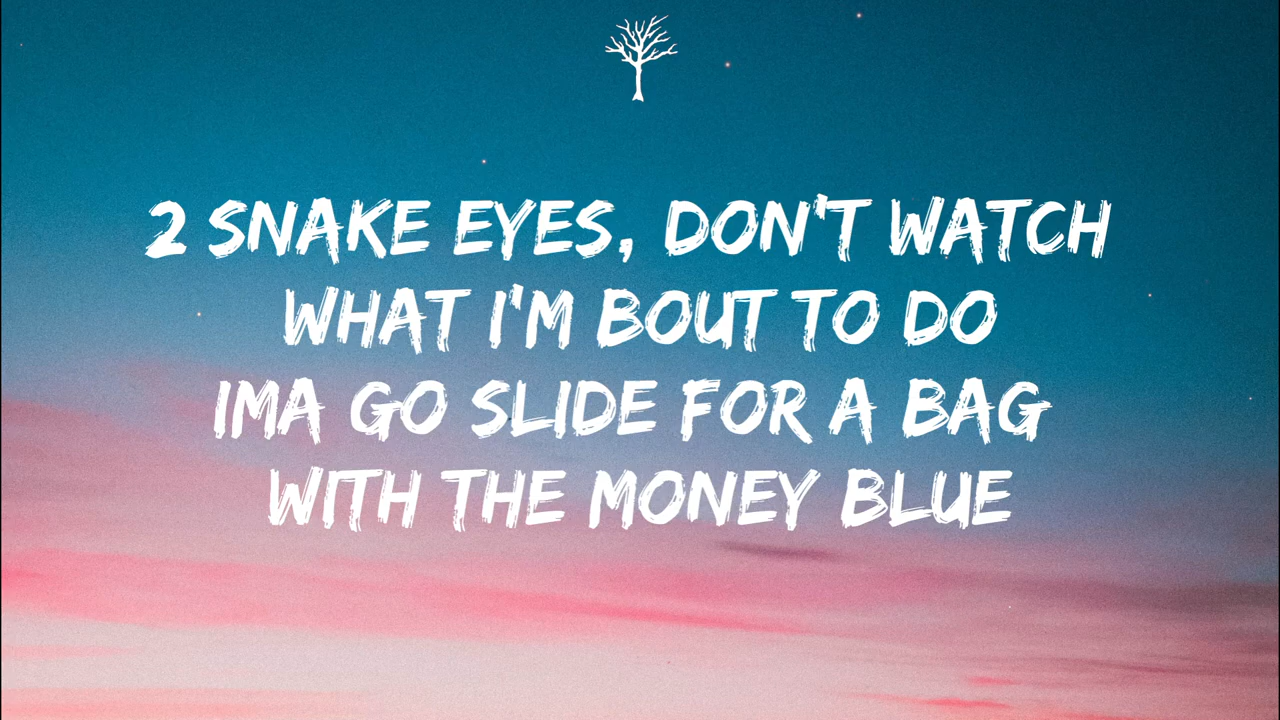 2 SNAKE EYES, DON'T WATCH
WHAT I'M BOUT TO DO
IMA GO SLIDE FOR A BAG
WITH THE MONEY BLUE